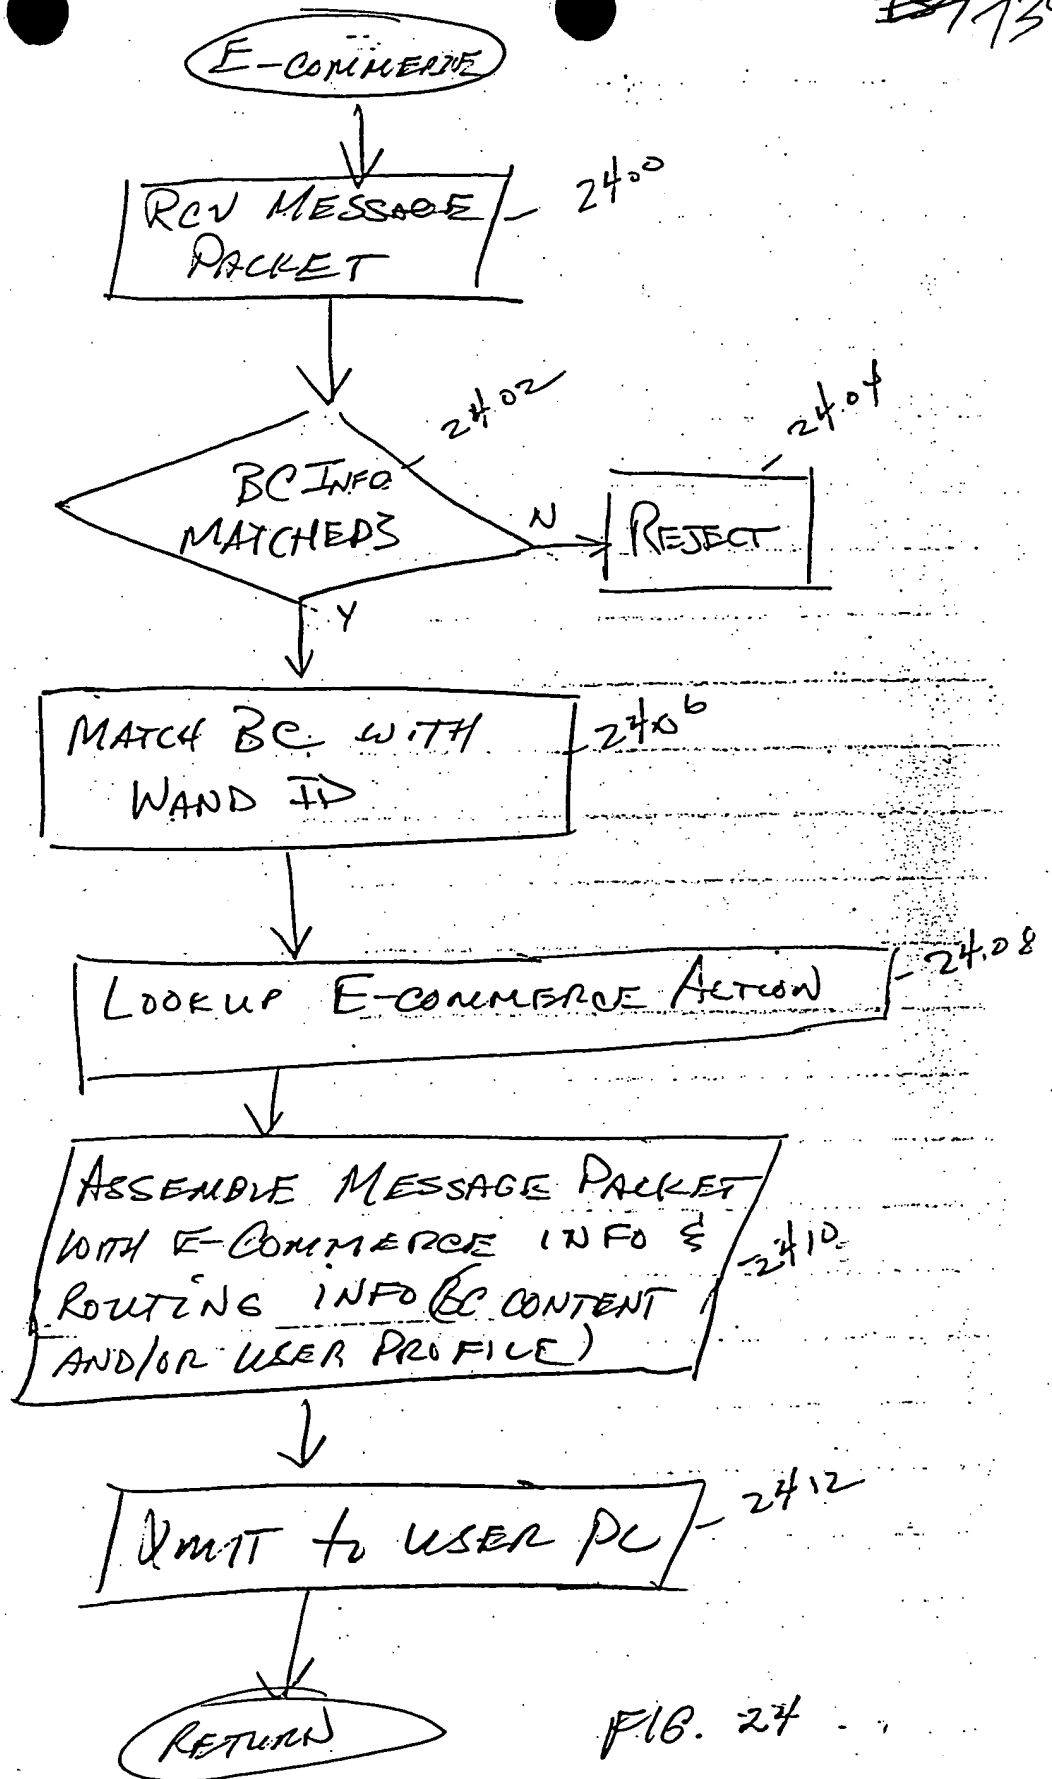 E-COMMERCE
RCV MESSAGE
PACKET
2400
2402
BC INFO
MATCHED?
N
2404
REJECT
Y
MATCH BC WITH
WAND ID
2406
LOOKUP E-COMMERCE ACTION
2408
ASSEMBLE MESSAGE PACKET
WITH E-COMMERCE INFO &
ROUTING INFO (BC CONTENT
AND/OR USER PROFILE)
2410
XMIT to USER PC
2412
RETURN
FIG. 24